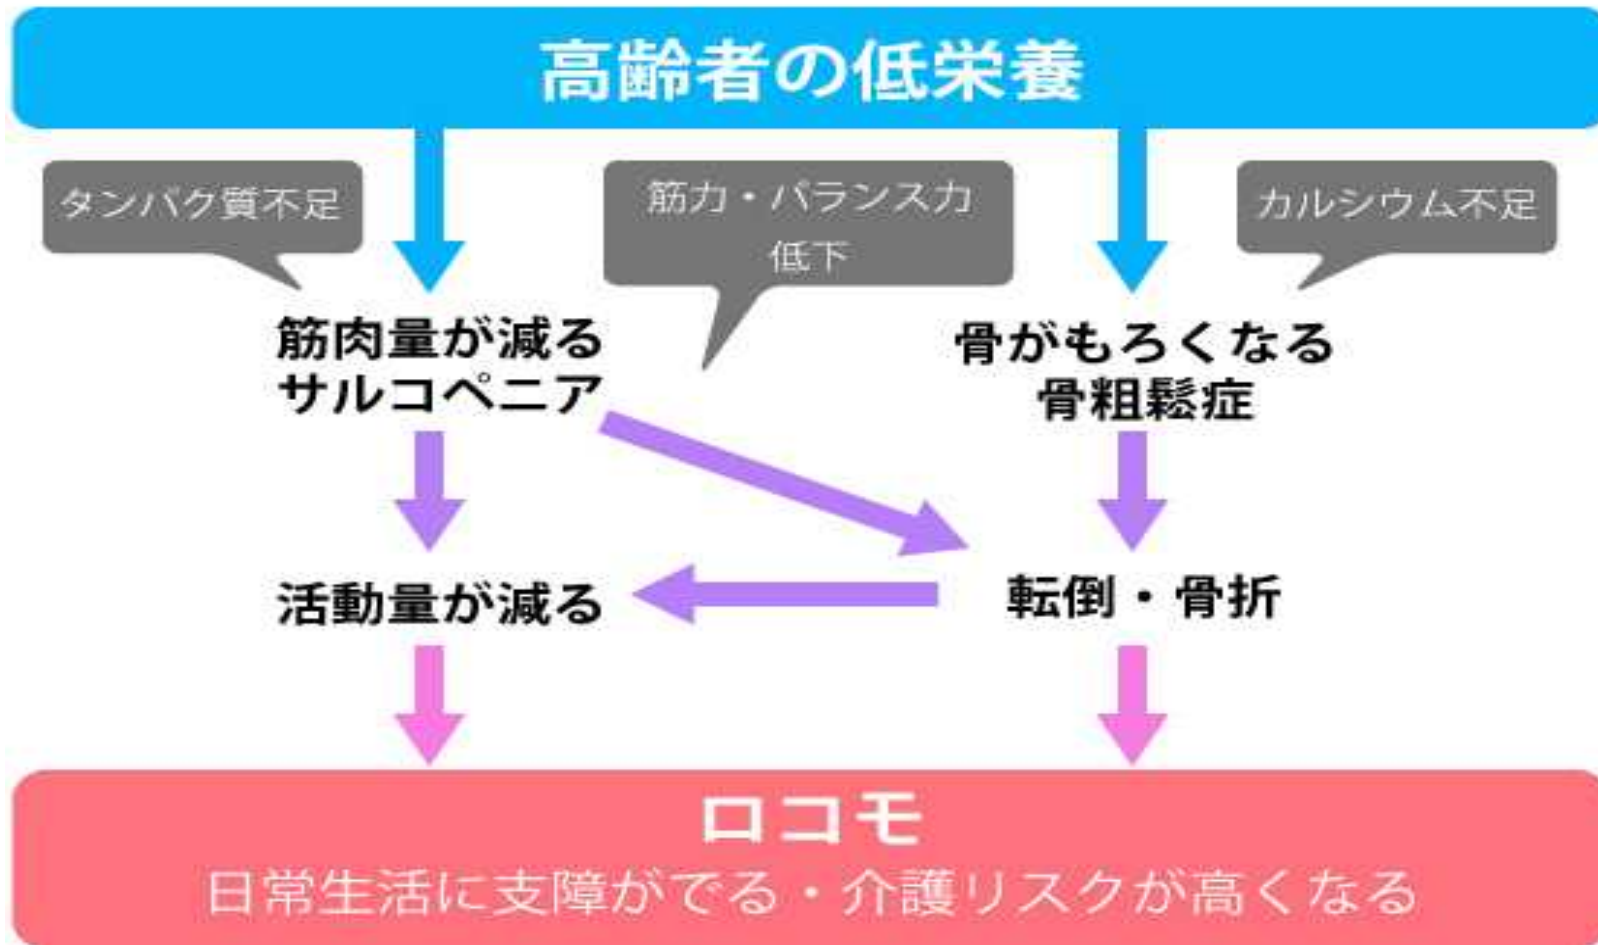 高齢者の低栄養
タンパク質不足
筋力・バランス力
低下
カルシウム不足
筋肉量が減る
サルコペニア
骨がもろくなる
骨粗鬆症
活動量が減る
転倒・骨折
ロコモ
日常生活に支障がでる・介護リスクが高くなる